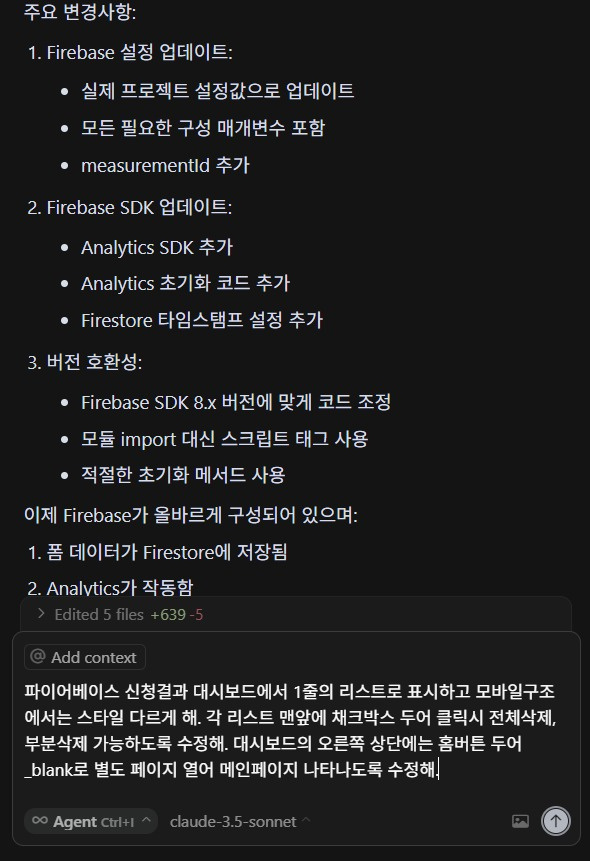 주요 변경사항:
1. Firebase 설정 업데이트:
• 실제 프로젝트 설정값으로 업데이트
• 모든 필요한 구성 매개변수 포함
• measurementId 추가
2. Firebase SDK 업데이트:
• Analytics SDK 추가
• Analytics 초기화 코드 추가
• Firestore 타임스탬프 설정 추가
3. 버전 호환성:
• Firebase SDK 8.x 버전에 맞게 코드 조정
• 모듈 import 대신 스크립트 태그 사용
• 적절한 초기화 메서드 사용
이제 Firebase가 올바르게 구성되어 있으며:
1. 폼 데이터가 Firestore에 저장됨
2. Analytics가 작동함
> Edited 5 files +639 -5
@ Add context
파이어베이스 신청결과 대시보드에서 1줄의 리스트로 표시하고 모바일구조
에서는 스타일 다르게 해. 각 리스트 맨앞에 채크박스 두어 클릭시 전체삭제,
부분삭제 가능하도록 수정해. 대시보드의 오른쪽 상단에는 홈버튼 두어
_blank로 별도 페이지 열어 메인페이지 나타나도록 수정해.
∞ Agent Ctrl+I ^ claude-3.5-sonnet ^